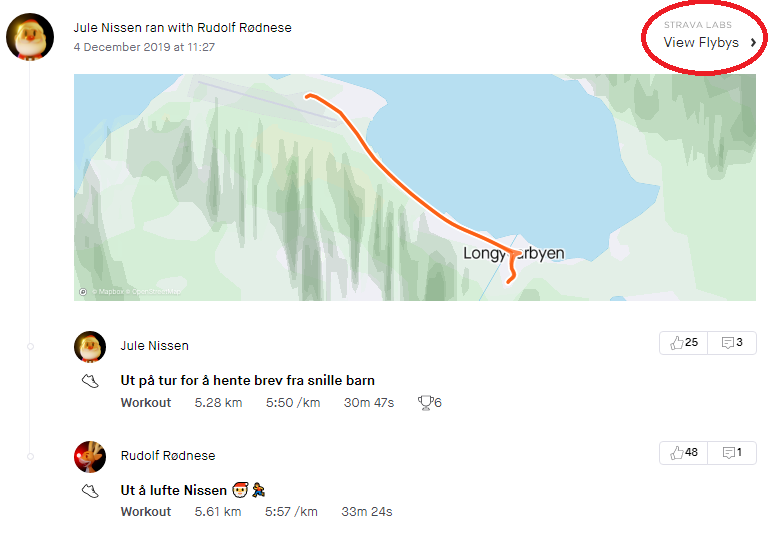 Jule Nissen ran with Rudolf Rødnese
4 December 2019 at 11:27
STRAVA LABS
View Flybys
© Mapbox © OpenStreetMap
Jule Nissen
25 3
Ut på tur for å hente brev fra snille barn
Workout 5.28 km 5:50 /km 30m 47s 6
Rudolf Rødnese
48 1
Ut å lufte Nissen 🎅 🏃
Workout 5.61 km 5:57 /km 33m 24s